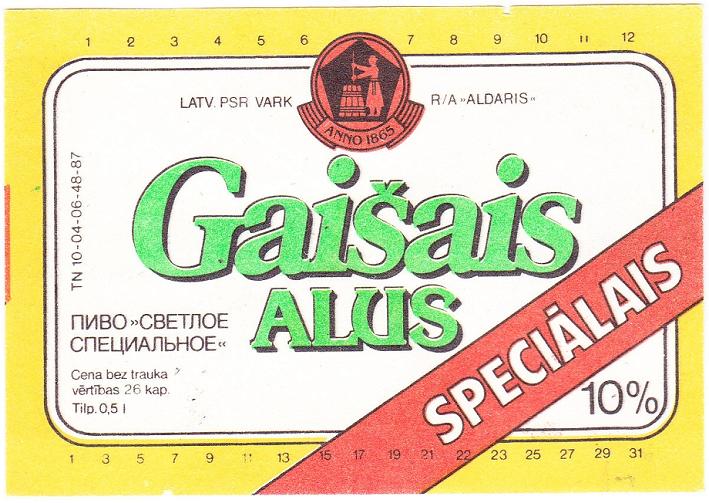 1 2 3 4 5 6 7 8 9 10 11 12
LATV. PSR VARK R/A »ALDARIS«
ANNO 1865
TN 10-04-06-48-87
Gaišais
ALUS
SPECIĀLAIS
ПИВО »СВЕТЛОЕ
СПЕЦИАЛЬНОЕ«
Cena bez trauka
vērtības 26 kap.
Tilp. 0,5 l
10%
1 3 5 7 9 11 13 15 17 19 21 22 23 25 27 29 31